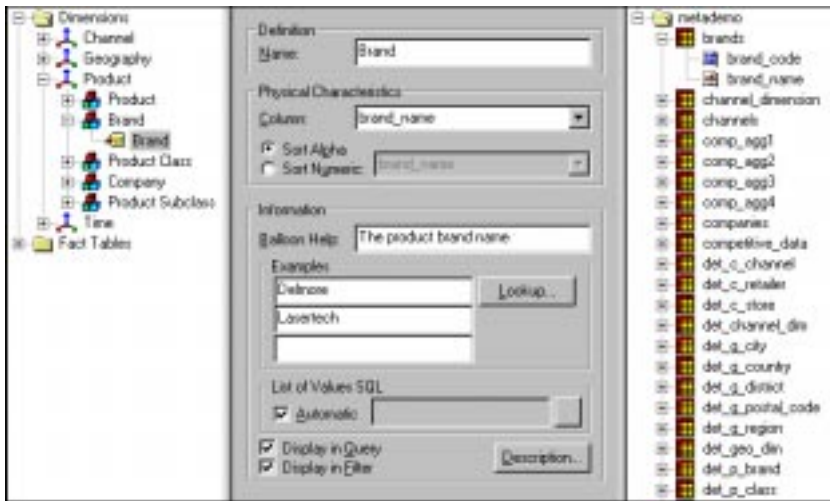 Dimensions
Channel
Geography
Product
Product
Brand
Brand
Product Class
Company
Product Subclass
Time
Fact Tables
Definition
Name:
Brand
Physical Characteristics
Column:
brand_name
Sort Alpha
Sort Numeric:
brand_name
Information
Balloon Help:
The product brand name
Examples
Delmore
Lookup...
Lasertech
List of Values SQL
Automatic
Display in Query
Display in Filter
Description...
metademo
brands
brand_code
brand_name
channel_dimension
channels
comp_agg1
comp_agg2
comp_agg3
comp_agg4
companies
competitive_data
det_c_channel
det_c_retailer
det_c_store
det_channel_dim
det_g_city
det_g_country
det_g_district
det_g_postal_code
det_g_region
det_geo_dim
det_p_brand
det_p_class